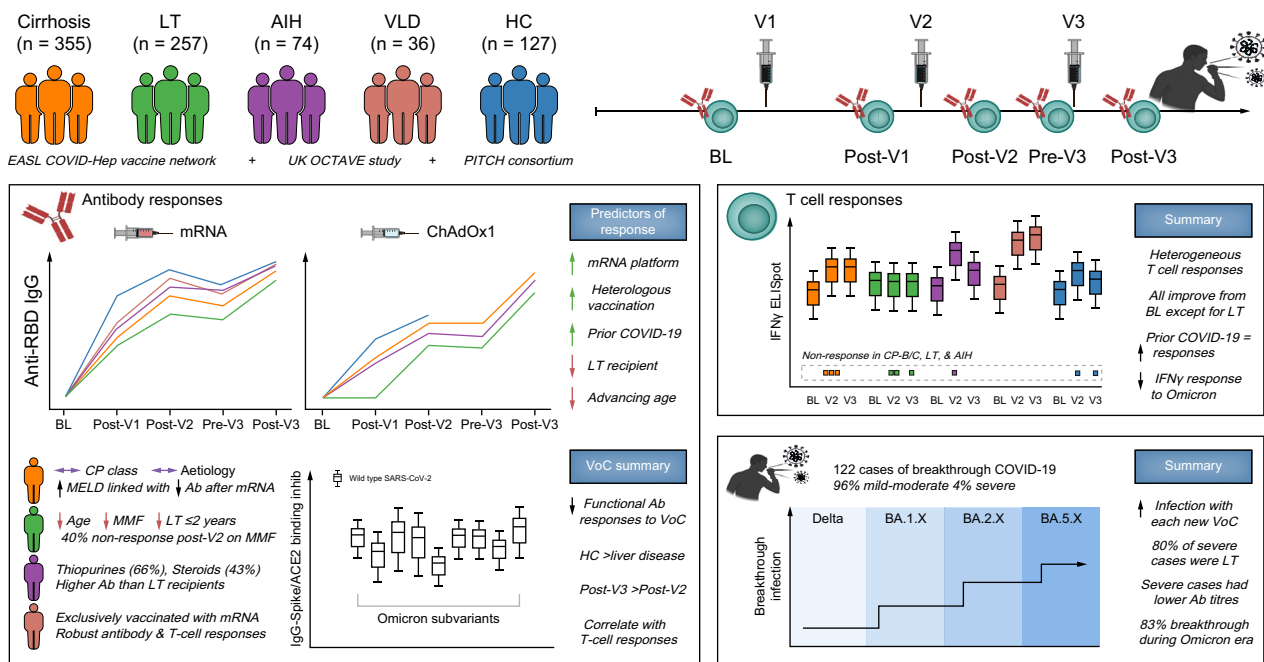 Cirrhosis
(n = 355)
LT
(n = 257)
AIH
(n = 74)
VLD
(n = 36)
HC
(n = 127)
EASL COVID-Hep vaccine network + UK OCTAVE study + PITCH consortium
V1 V2 V3
BL Post-V1 Post-V2 Pre-V3 Post-V3
Antibody responses
mRNA
ChAdOx1
Anti-RBD IgG
BL Post-V1 Post-V2 Pre-V3 Post-V3
BL Post-V1 Post-V2 Pre-V3 Post-V3
Predictors of
response
mRNA platform
Heterologous
vaccination
Prior COVID-19
LT recipient
Advancing age
CP class Aetiology
MELD linked with Ab after mRNA
Age MMF LT ≤2 years
40% non-response post-V2 on MMF
Thiopurines (66%), Steroids (43%)
Higher Ab than LT recipients
Exclusively vaccinated with mRNA
Robust antibody & T-cell responses
IgG-Spike/ACE2 binding inhib
Wild type SARS-CoV-2
Omicron subvariants
VoC summary
Functional Ab
responses to VoC
HC >liver disease
Post-V3 >Post-V2
Correlate with
T-cell responses
T cell responses
IFNγ ELISpot
Non-response in CP-B/C, LT, & AIH
BL V2 V3 BL V2 V3 BL V2 V3 BL V2 V3 BL V2 V3
Summary
Heterogeneous
T cell responses
All improve from
BL except for LT
Prior COVID-19 =
responses
IFNγ response
to Omicron
122 cases of breakthrough COVID-19
96% mild-moderate 4% severe
Breakthrough
infection
Delta BA.1.X BA.2.X BA.5.X
Summary
Infection with
each new VoC
80% of severe
cases were LT
Severe cases had
lower Ab titres
83% breakthrough
during Omicron era